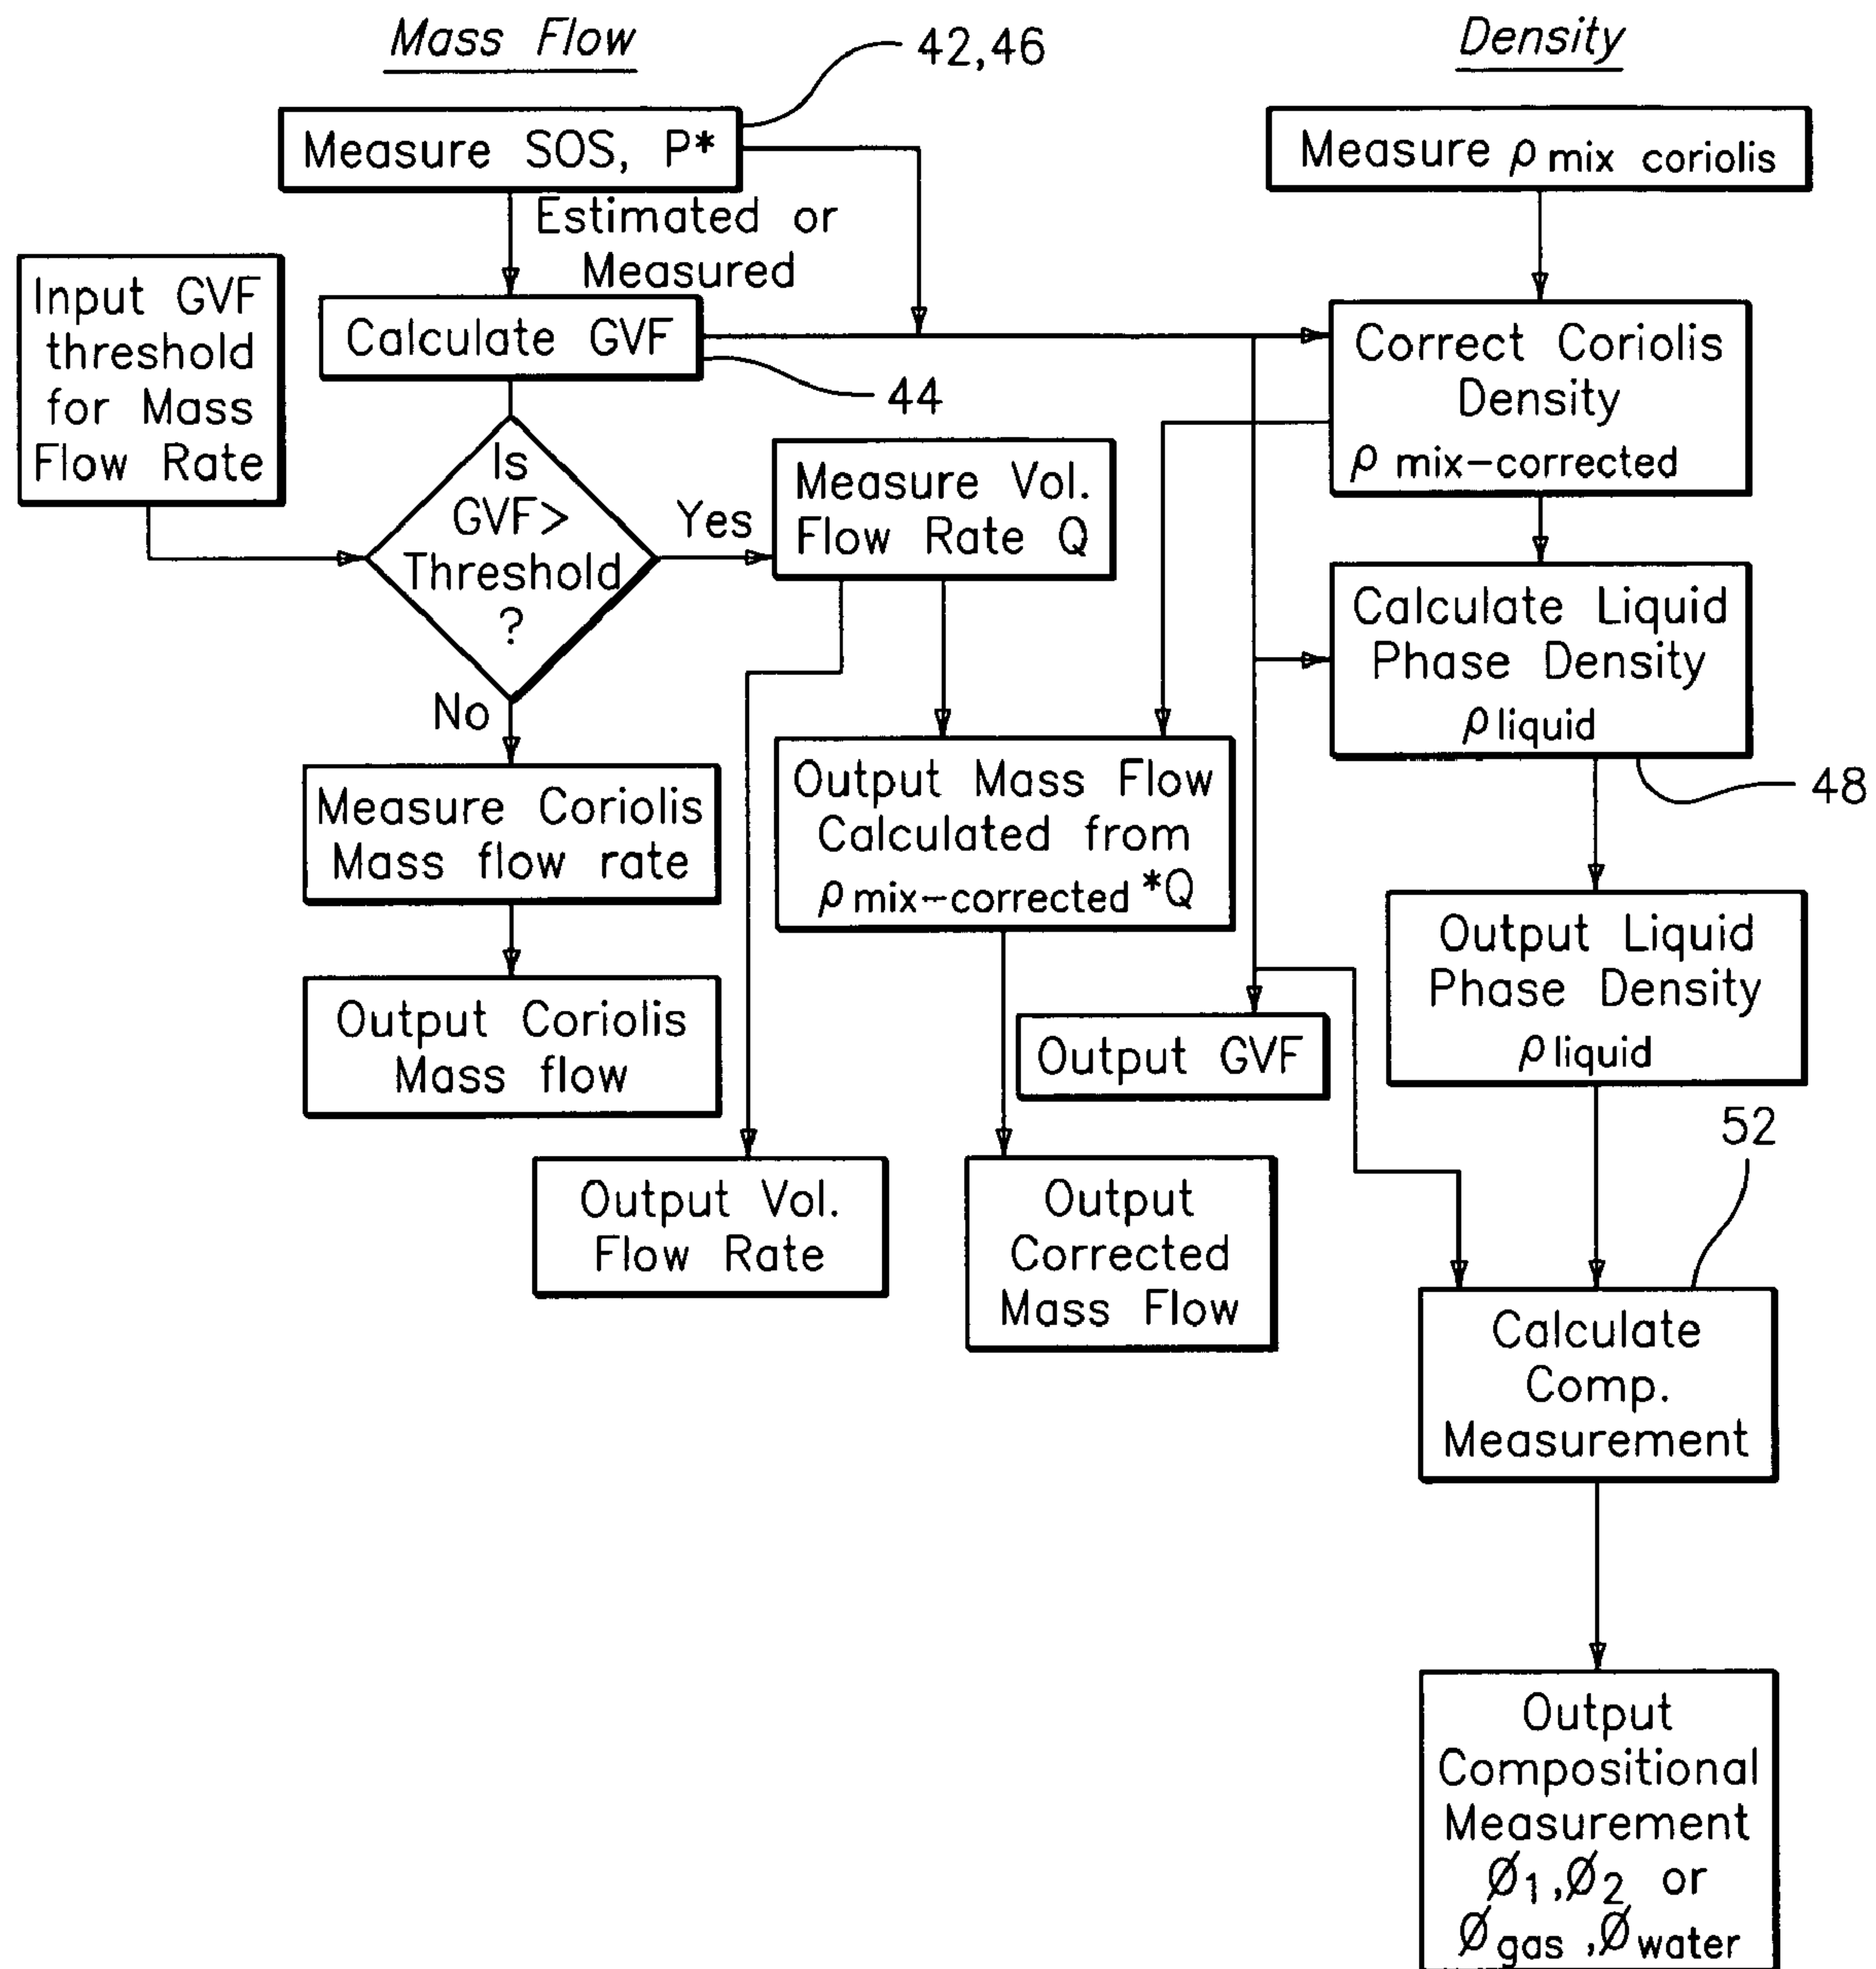 Mass Flow
42,46
Density
Measure SOS, P*
Measure ρ mix coriolis
Estimated or
Measured
Input GVF
threshold
for Mass
Flow Rate
Calculate GVF
44
Correct Coriolis
Density
ρ mix-corrected
Is
GVF>
Threshold
?
Yes
No
Measure Vol.
Flow Rate Q
Calculate Liquid
Phase Density
ρ liquid
48
Measure Coriolis
Mass flow rate
Output Mass Flow
Calculated from
ρ mix-corrected *Q
Output Liquid
Phase Density
ρ liquid
Output Coriolis
Mass flow
Output GVF
52
Output Vol.
Flow Rate
Output
Corrected
Mass Flow
Calculate
Comp.
Measurement
Output
Compositional
Measurement
Ø1,Ø2 or
Øgas ,Øwater